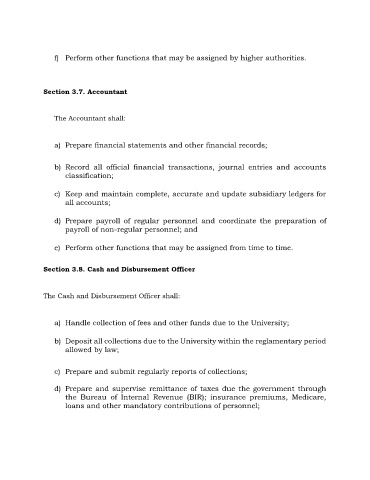 f) Perform other functions that may be assigned by higher authorities.
Section 3.7. Accountant
The Accountant shall:
a) Prepare financial statements and other financial records;
b) Record all official financial transactions, journal entries and accounts
classification;
c) Keep and maintain complete, accurate and update subsidiary ledgers for
all accounts;
d) Prepare payroll of regular personnel and coordinate the preparation of
payroll of non-regular personnel; and
e) Perform other functions that may be assigned from time to time.
Section 3.8. Cash and Disbursement Officer
The Cash and Disbursement Officer shall:
a) Handle collection of fees and other funds due to the University;
b) Deposit all collections due to the University within the reglamentary period
allowed by law;
c) Prepare and submit regularly reports of collections;
d) Prepare and supervise remittance of taxes due the government through
the Bureau of Internal Revenue (BIR); insurance premiums, Medicare,
loans and other mandatory contributions of personnel;